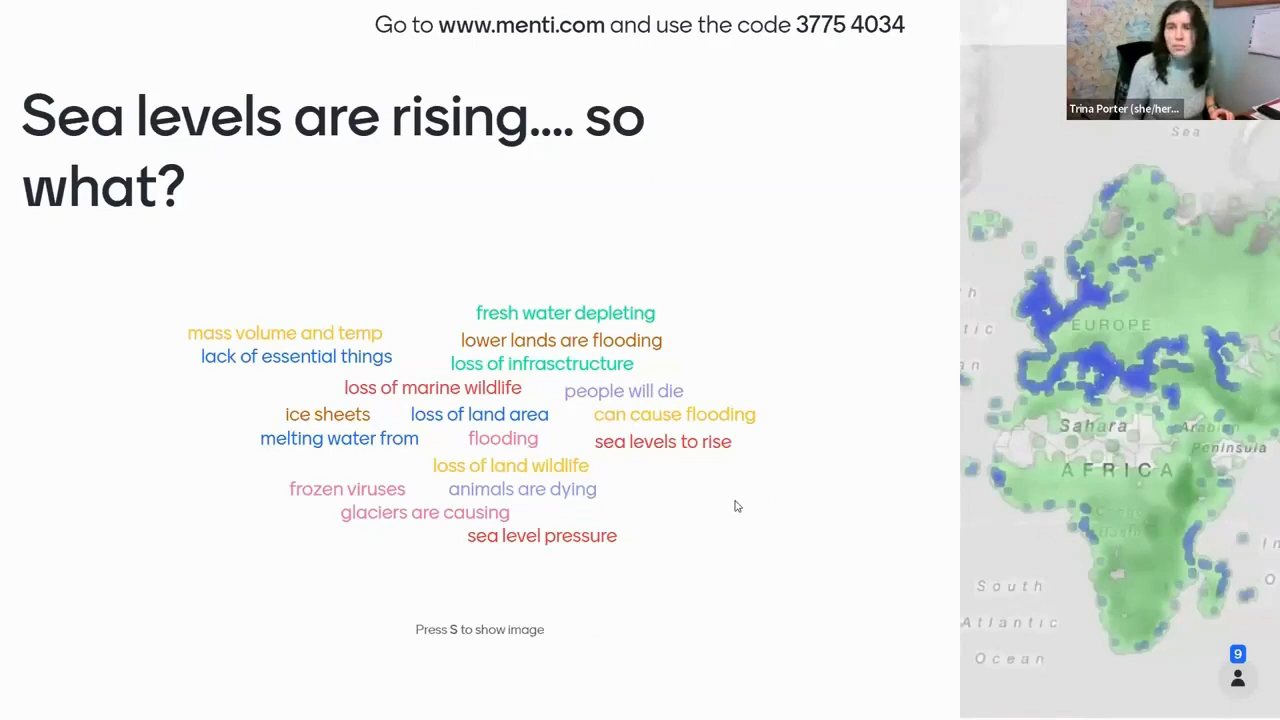 Go to www.menti.com and use the code 3775 4034
Sea levels are rising.... so
what?
fresh water depleting
mass volume and temp
lower lands are flooding
lack of essential things
loss of infrasctructure
loss of marine wildlife
people will die
ice sheets
loss of land area
can cause flooding
melting water from
flooding
sea levels to rise
loss of land wildlife
frozen viruses
animals are dying
glaciers are causing
sea level pressure
Press S to show image
Trina Porter (she/her...
Sea
EUROPE
Sahara
Arabian
Peninsula
AFRICA
South
Atlantic
Ocean
9